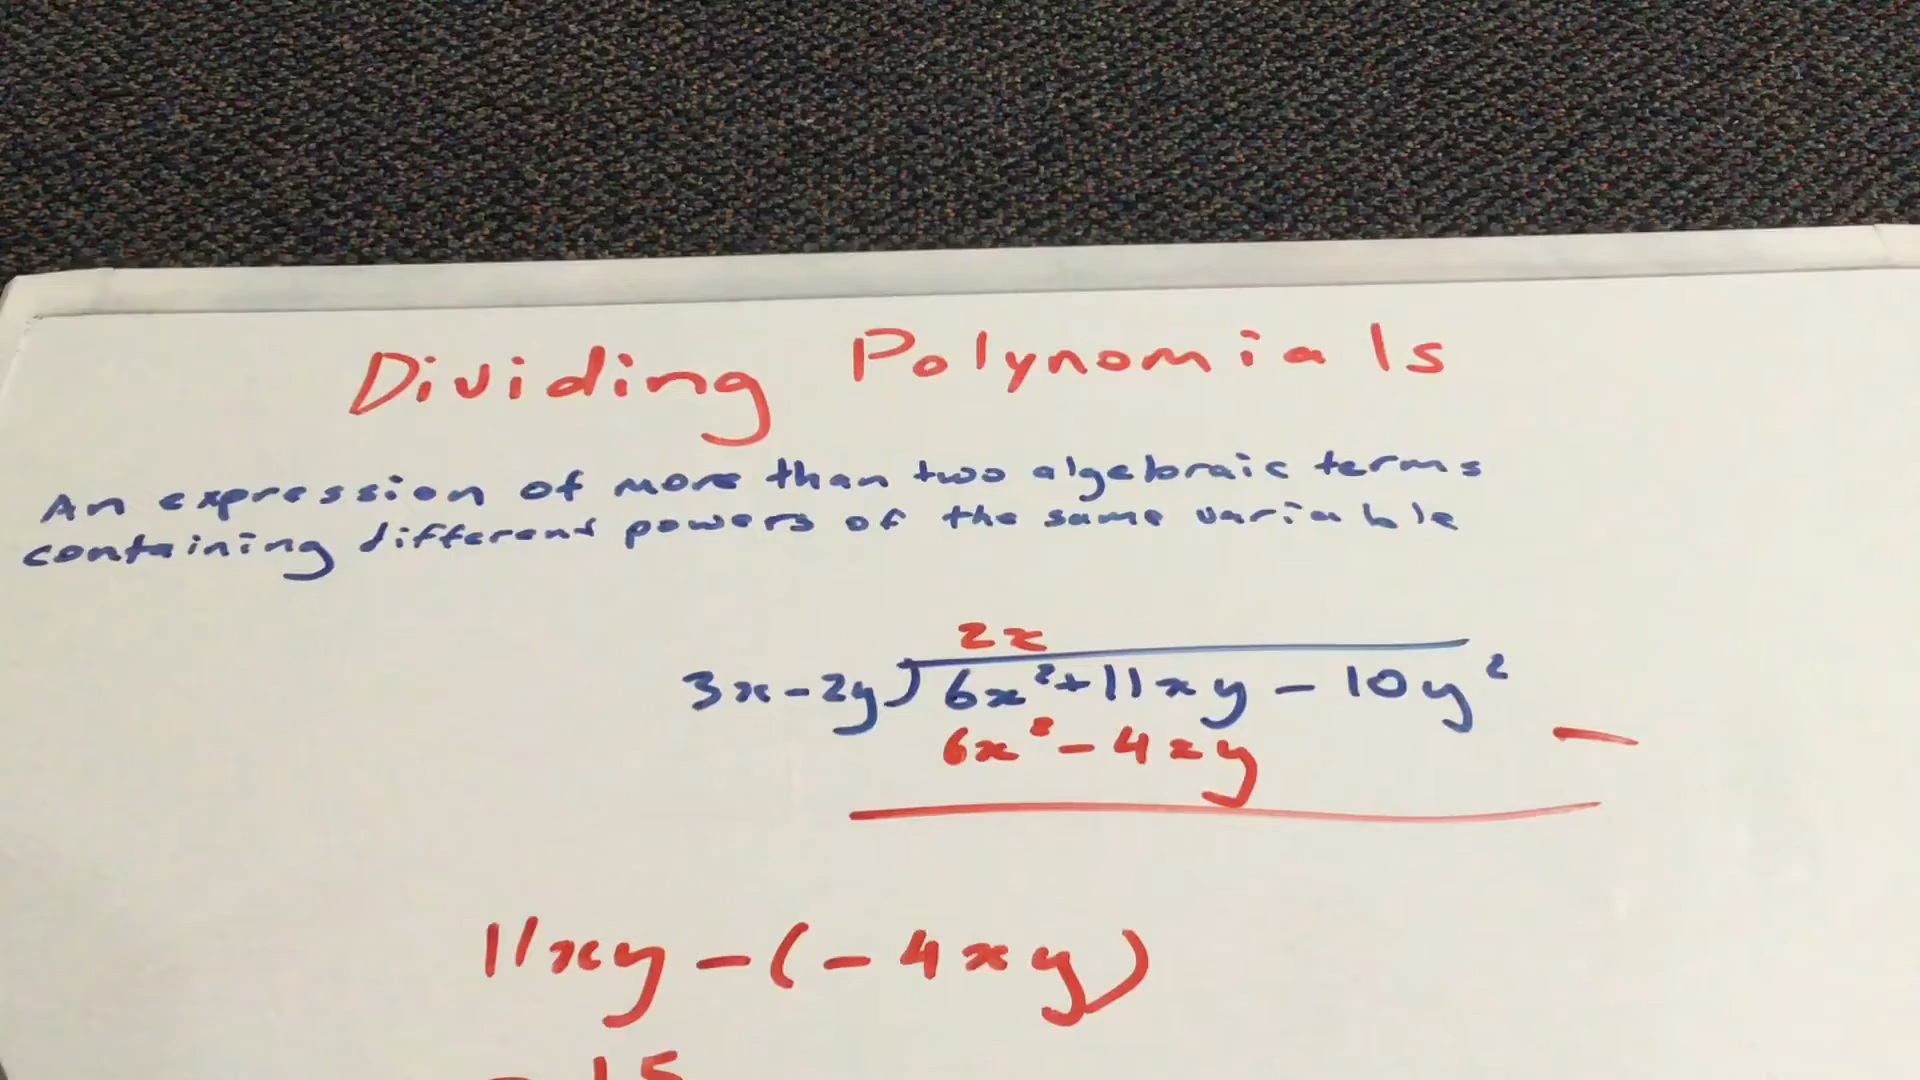 Dividing Polynomials
An expression of more than two algebraic terms
containing different powers of the same variable
2x
3x-2y)6x²+11xy-10y²
6x²-4xy -
11xy-(-4xy)
15